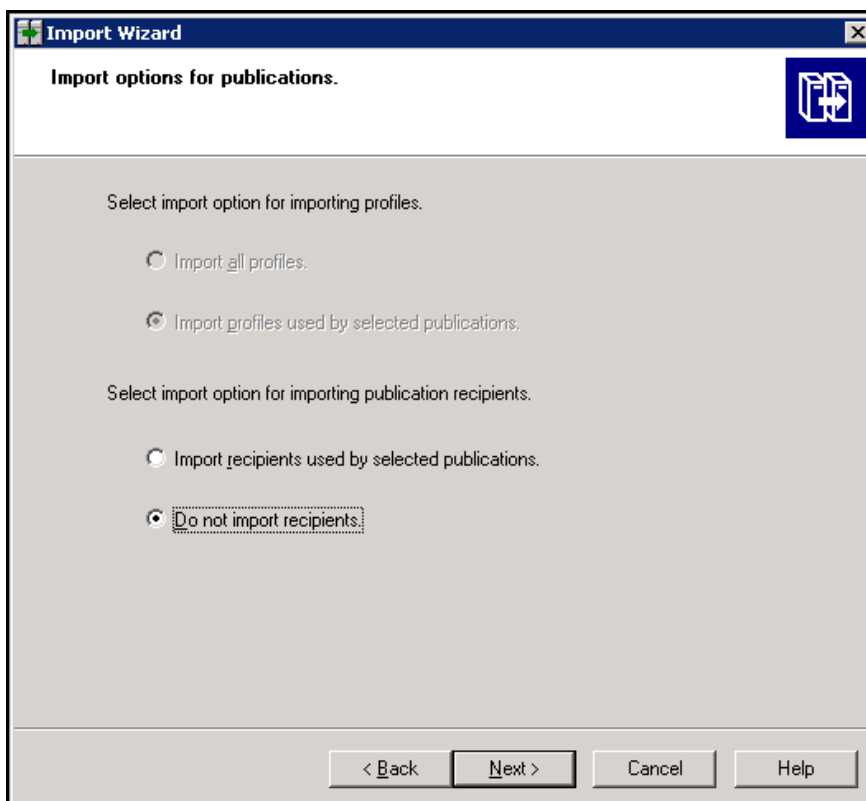 Import Wizard
Import options for publications.
Select import option for importing profiles.
Import all profiles.
Import profiles used by selected publications.
Select import option for importing publication recipients.
Import recipients used by selected publications.
Do not import recipients.
< Back Next > Cancel Help